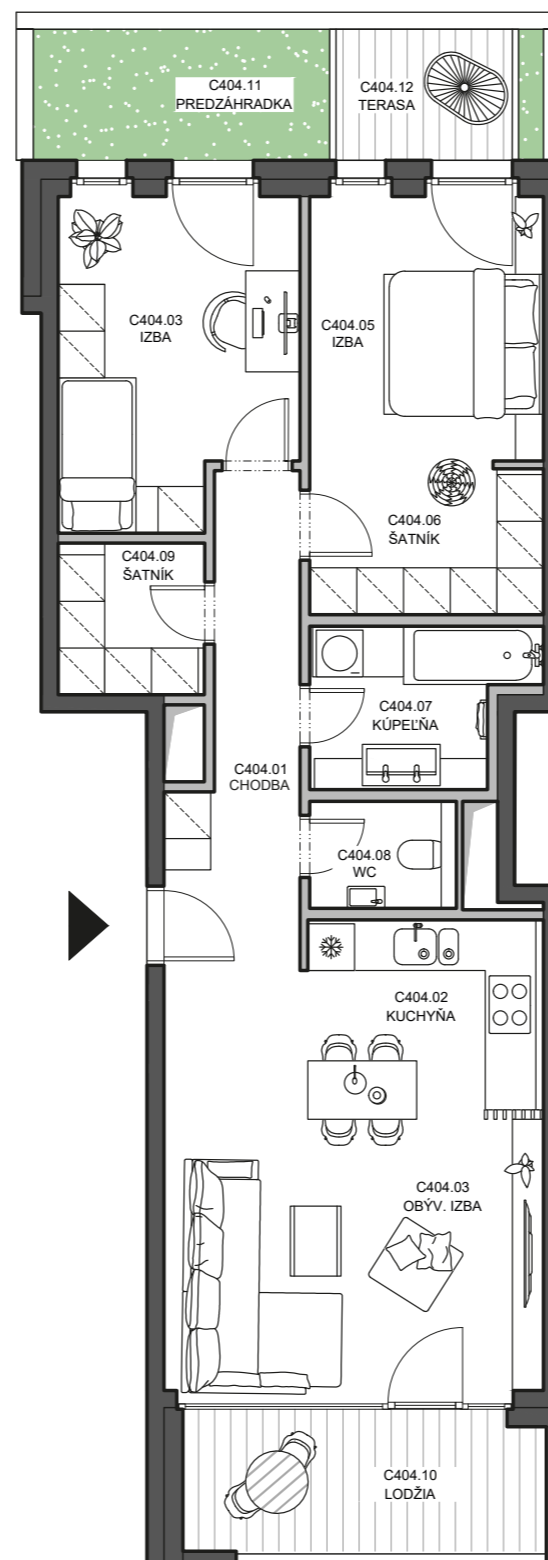 C404.11
PREDZÁHRADKA
C404.12
TERASA
C404.03
IZBA
C404.05
IZBA
C404.06
ŠATNÍK
C404.09
ŠATNÍK
C404.07
KÚPEĽŇA
C404.01
CHODBA
C404.08
WC
C404.02
KUCHYŇA
C404.03
OBÝV. IZBA
C404.10
LODŽIA